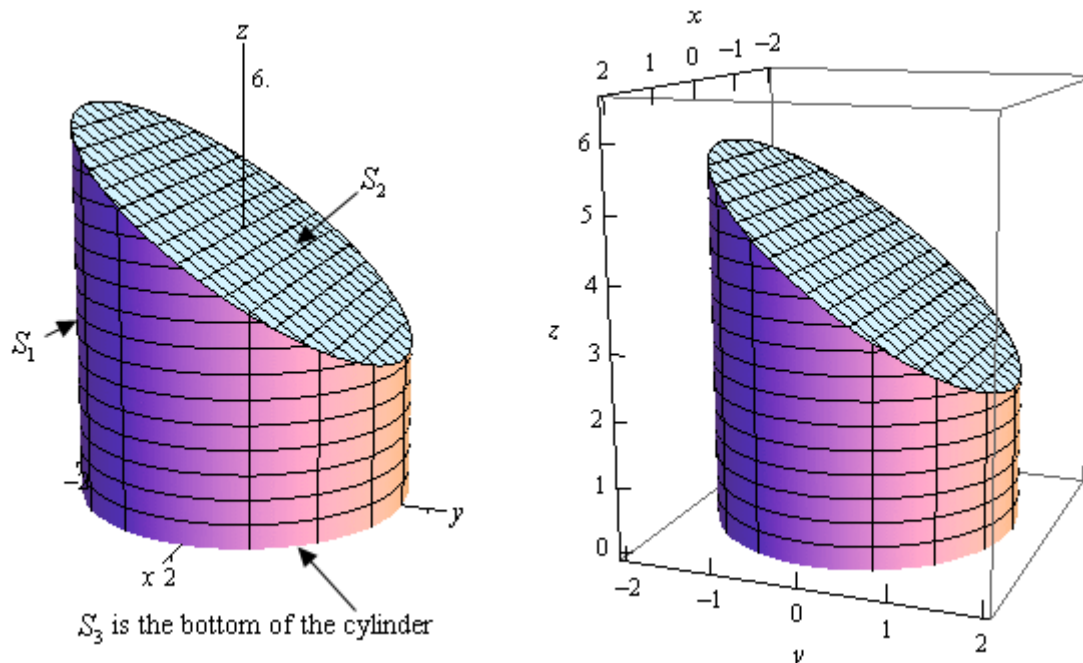 z
6.
S₂
S₁
−2
y
x 2
S₃ is the bottom of the cylinder
x
2 1 0 −1 −2
6
5
4
z
3
2
1
0
−2 −1 0 1 2
y